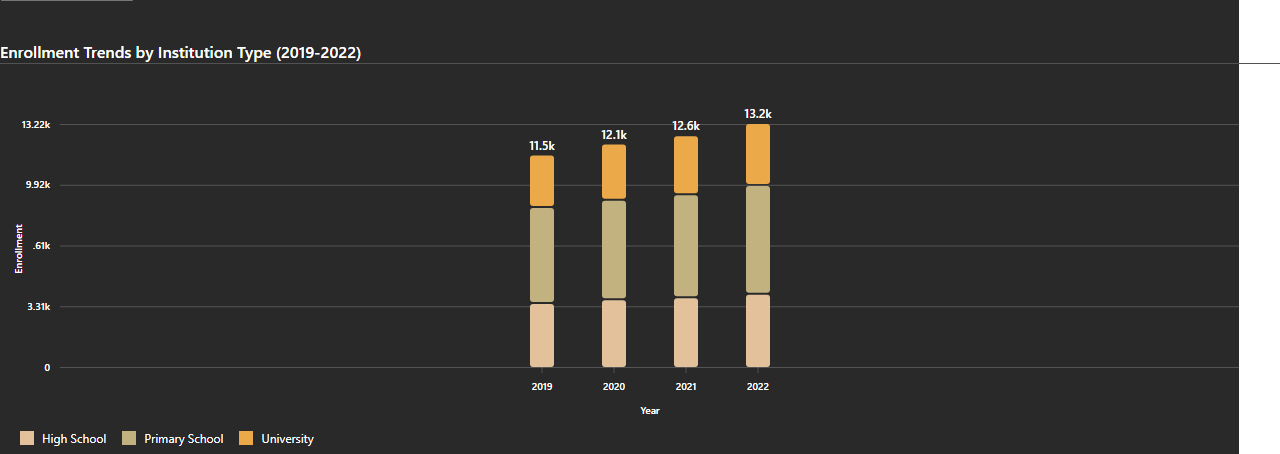 Enrollment Trends by Institution Type (2019-2022)
13.2k
12.6k
12.1k
11.5k
13.22k
9.92k
.61k
3.31k
0
Enrollment
2019 2020 2021 2022
Year
High School Primary School University